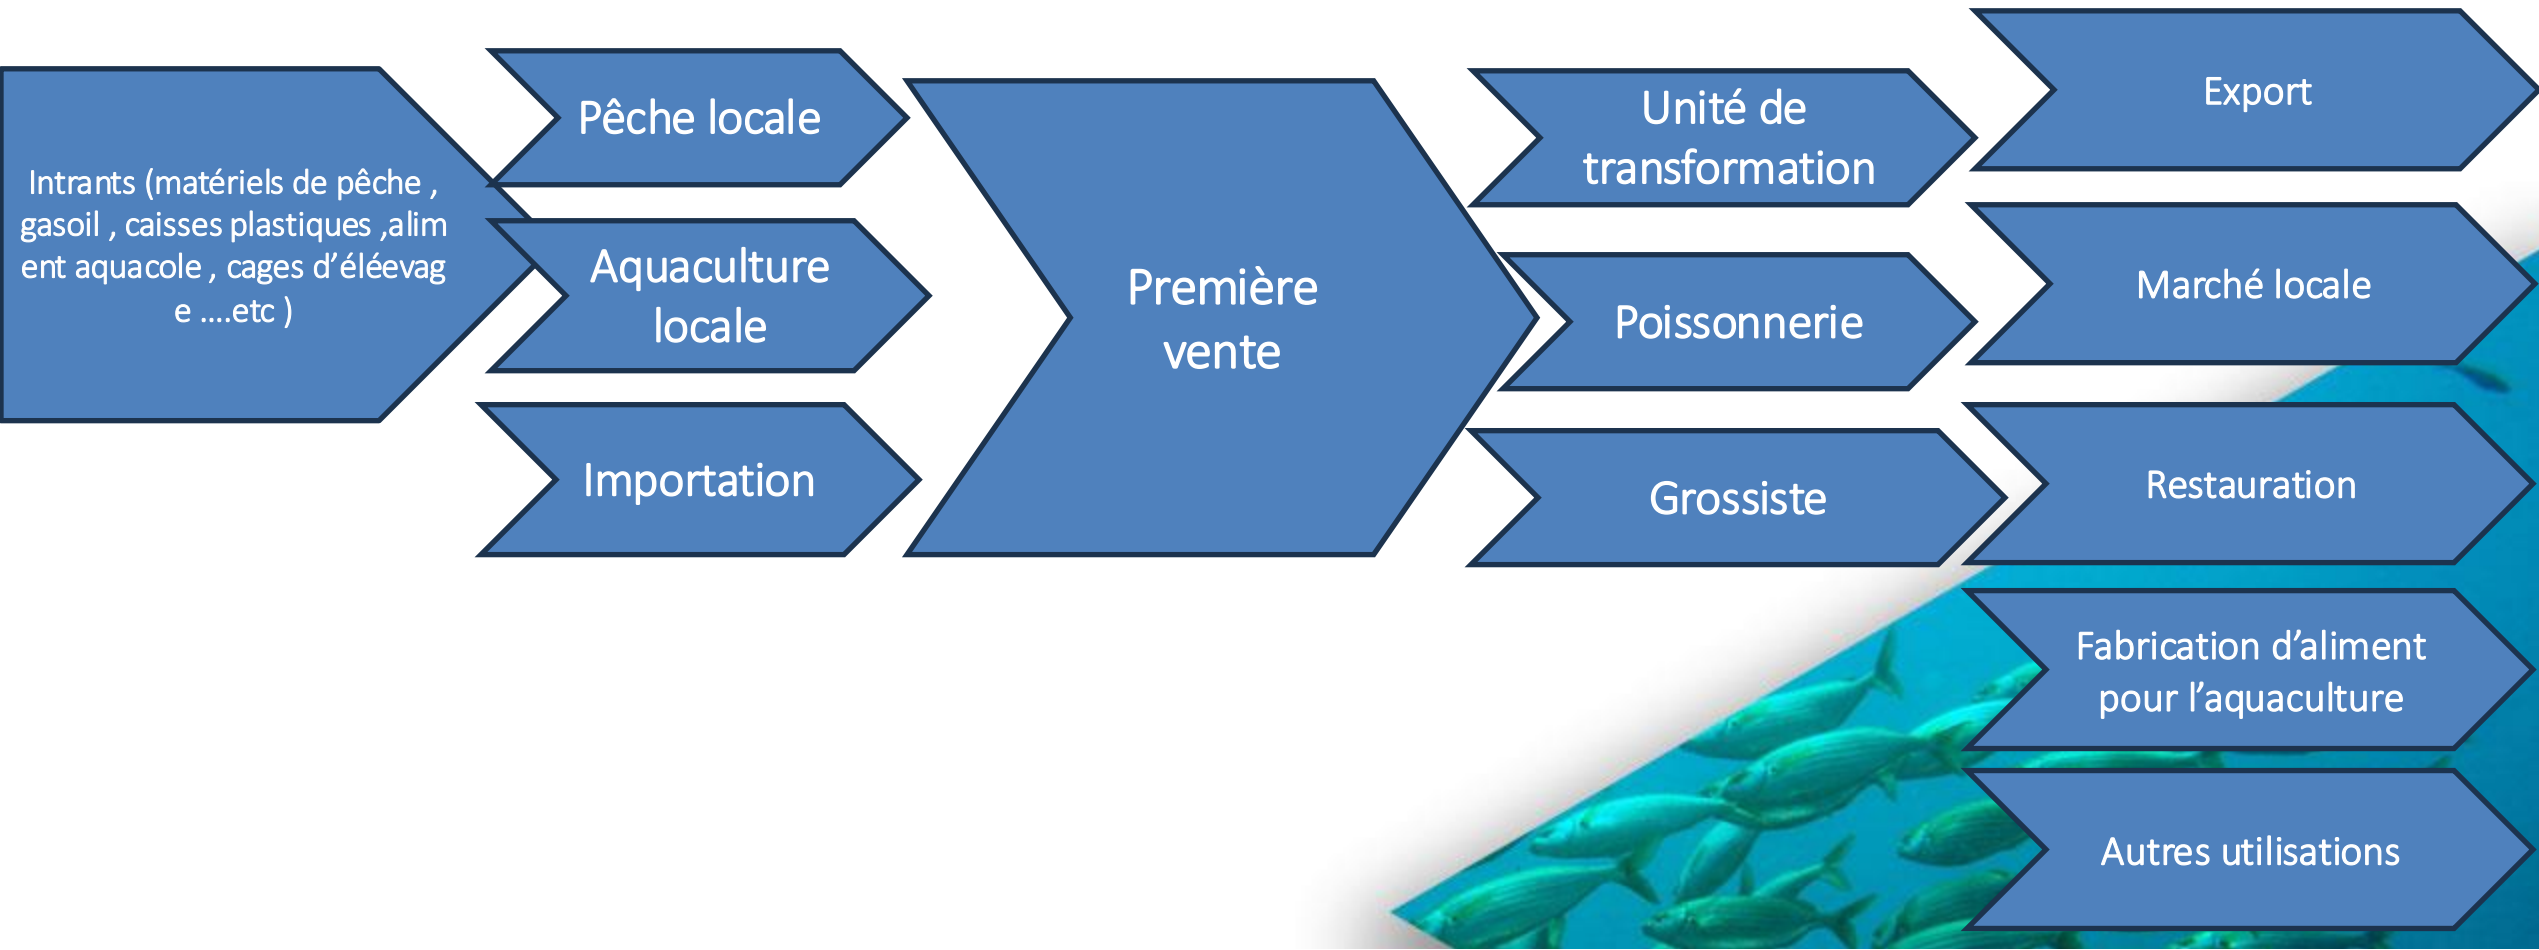 Intrants (matériels de pêche ,
gasoil , caisses plastiques ,alim
ent aquacole , cages d’éléevag
e ....etc )
Pêche locale
Aquaculture
locale
Importation
Première
vente
Unité de
transformation
Poissonnerie
Grossiste
Export
Marché locale
Restauration
Fabrication d’aliment
pour l’aquaculture
Autres utilisations